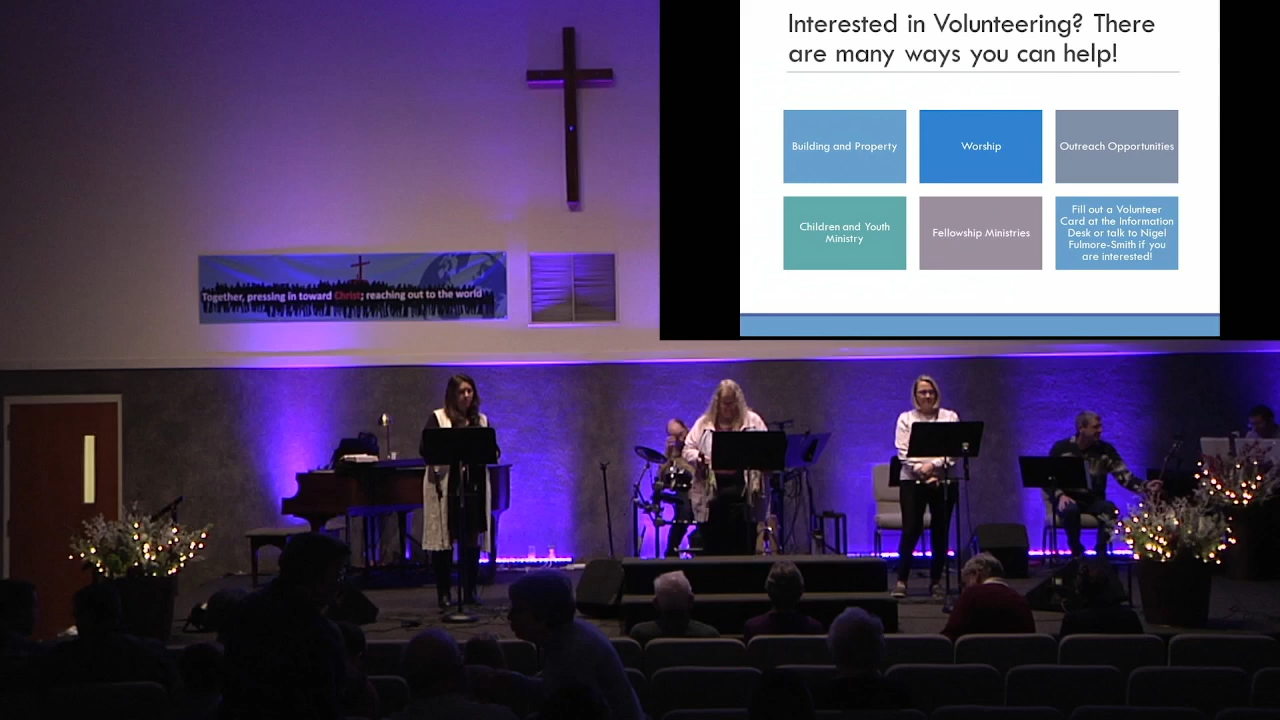 Interested in Volunteering? There
are many ways you can help!
Building and Property
Worship
Outreach Opportunities
Children and Youth
Ministry
Fellowship Ministries
Fill out a Volunteer
Card at the Information
Desk or talk to Nigel
Fulmore-Smith if you
are interested!
Together, pressing in toward Christ; reaching out to the world